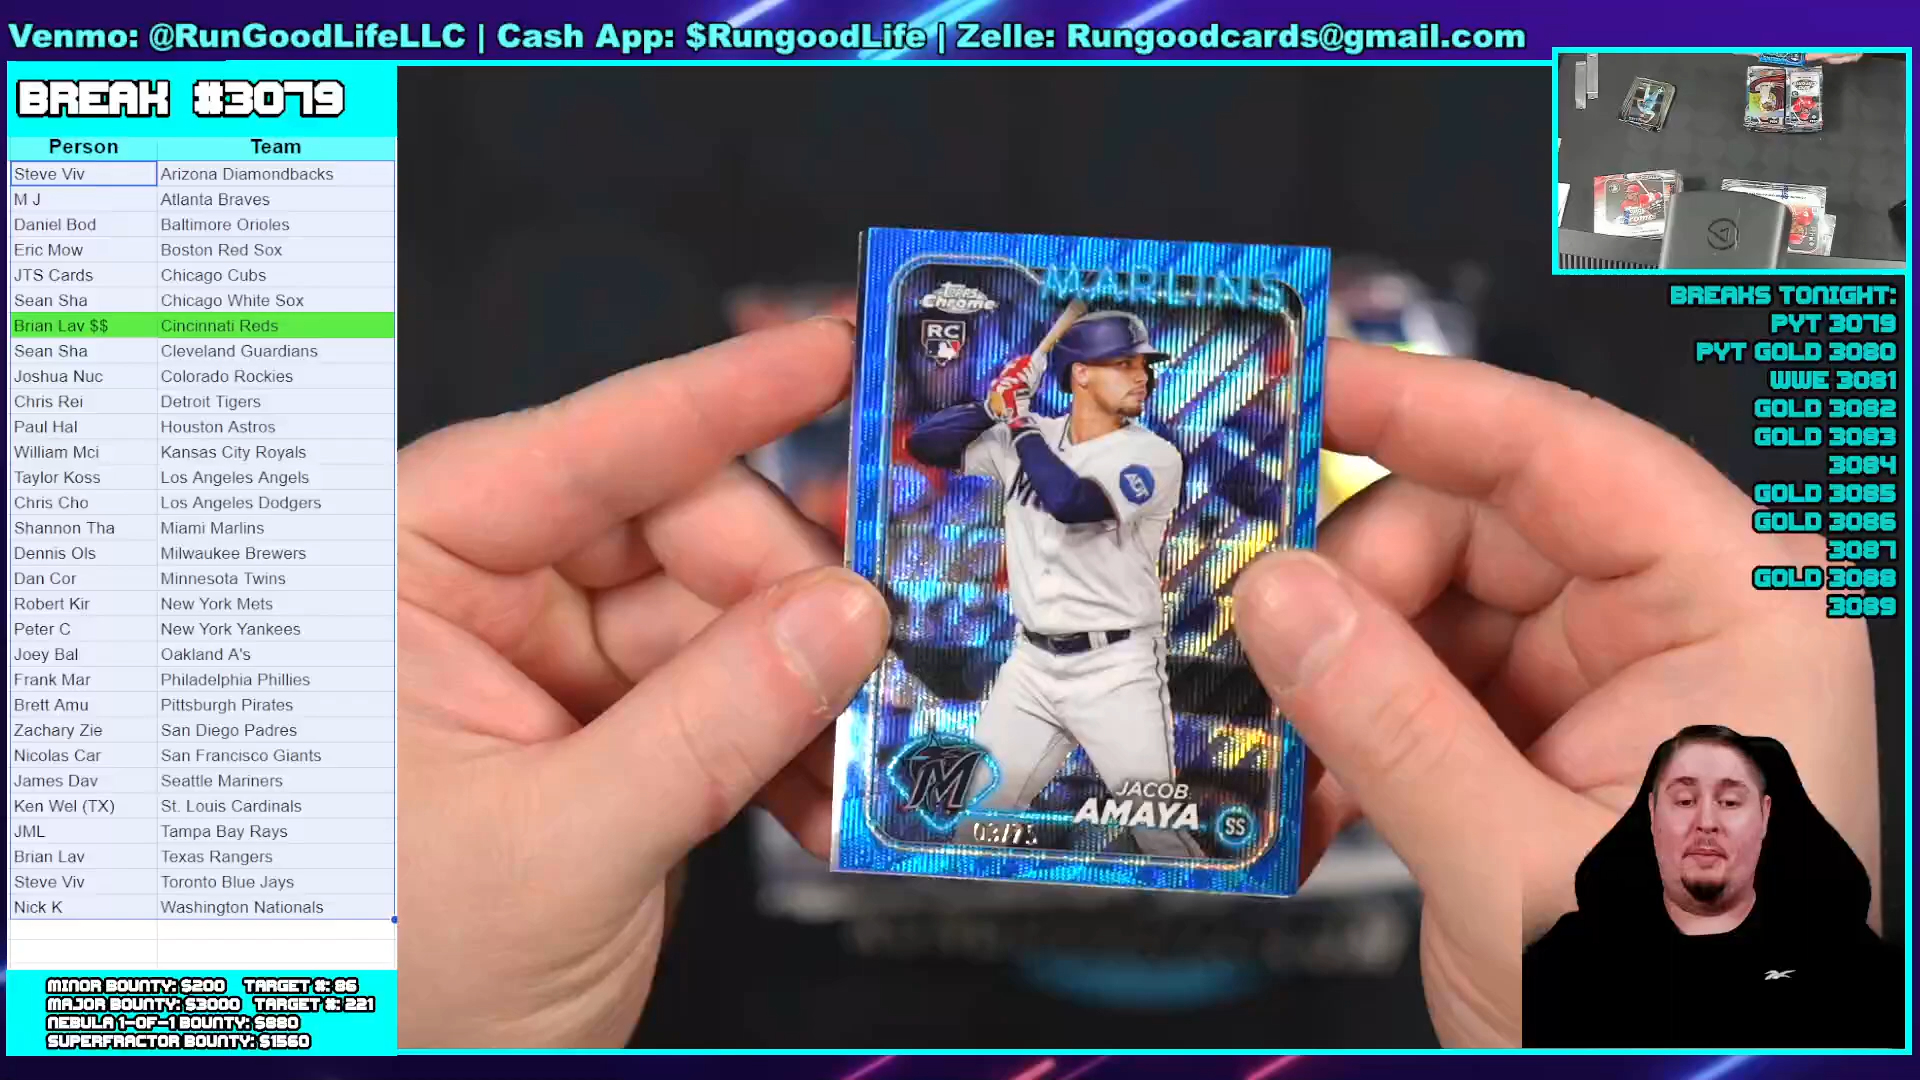 Venmo: @RunGoodLifeLLC | Cash App: $RungoodLife | Zelle: Rungoodcards@gmail.com
BREAK #3079
Person Team
Steve Viv Arizona Diamondbacks
M J Atlanta Braves
Daniel Bod Baltimore Orioles
Eric Mow Boston Red Sox
JTS Cards Chicago Cubs
Sean Sha Chicago White Sox
Brian Lav $$ Cincinnati Reds
Sean Sha Cleveland Guardians
Joshua Nuc Colorado Rockies
Chris Rei Detroit Tigers
Paul Hal Houston Astros
William Mci Kansas City Royals
Taylor Koss Los Angeles Angels
Chris Cho Los Angeles Dodgers
Shannon Tha Miami Marlins
Dennis Ols Milwaukee Brewers
Dan Cor Minnesota Twins
Robert Kir New York Mets
Peter C New York Yankees
Joey Bal Oakland A's
Frank Mar Philadelphia Phillies
Brett Amu Pittsburgh Pirates
Zachary Zie San Diego Padres
Nicolas Car San Francisco Giants
James Dav Seattle Mariners
Ken Wel (TX) St. Louis Cardinals
JML Tampa Bay Rays
Brian Lav Texas Rangers
Steve Viv Toronto Blue Jays
Nick K Washington Nationals
MINOR BOUNTY: $200 TARGET #: 86
MAJOR BOUNTY: $3000 TARGET #: 221
NEBULA 1-OF-1 BOUNTY: $880
SUPERFRACTOR BOUNTY: $1560
MARLINS
Topps
Chrome
RC
ADT
M
JACOB
AMAYA
SS
03/75
BREAKS TONIGHT:
PYT 3079
PYT GOLD 3080
WWE 3081
GOLD 3082
GOLD 3083
3084
GOLD 3085
GOLD 3086
3087
GOLD 3088
3089